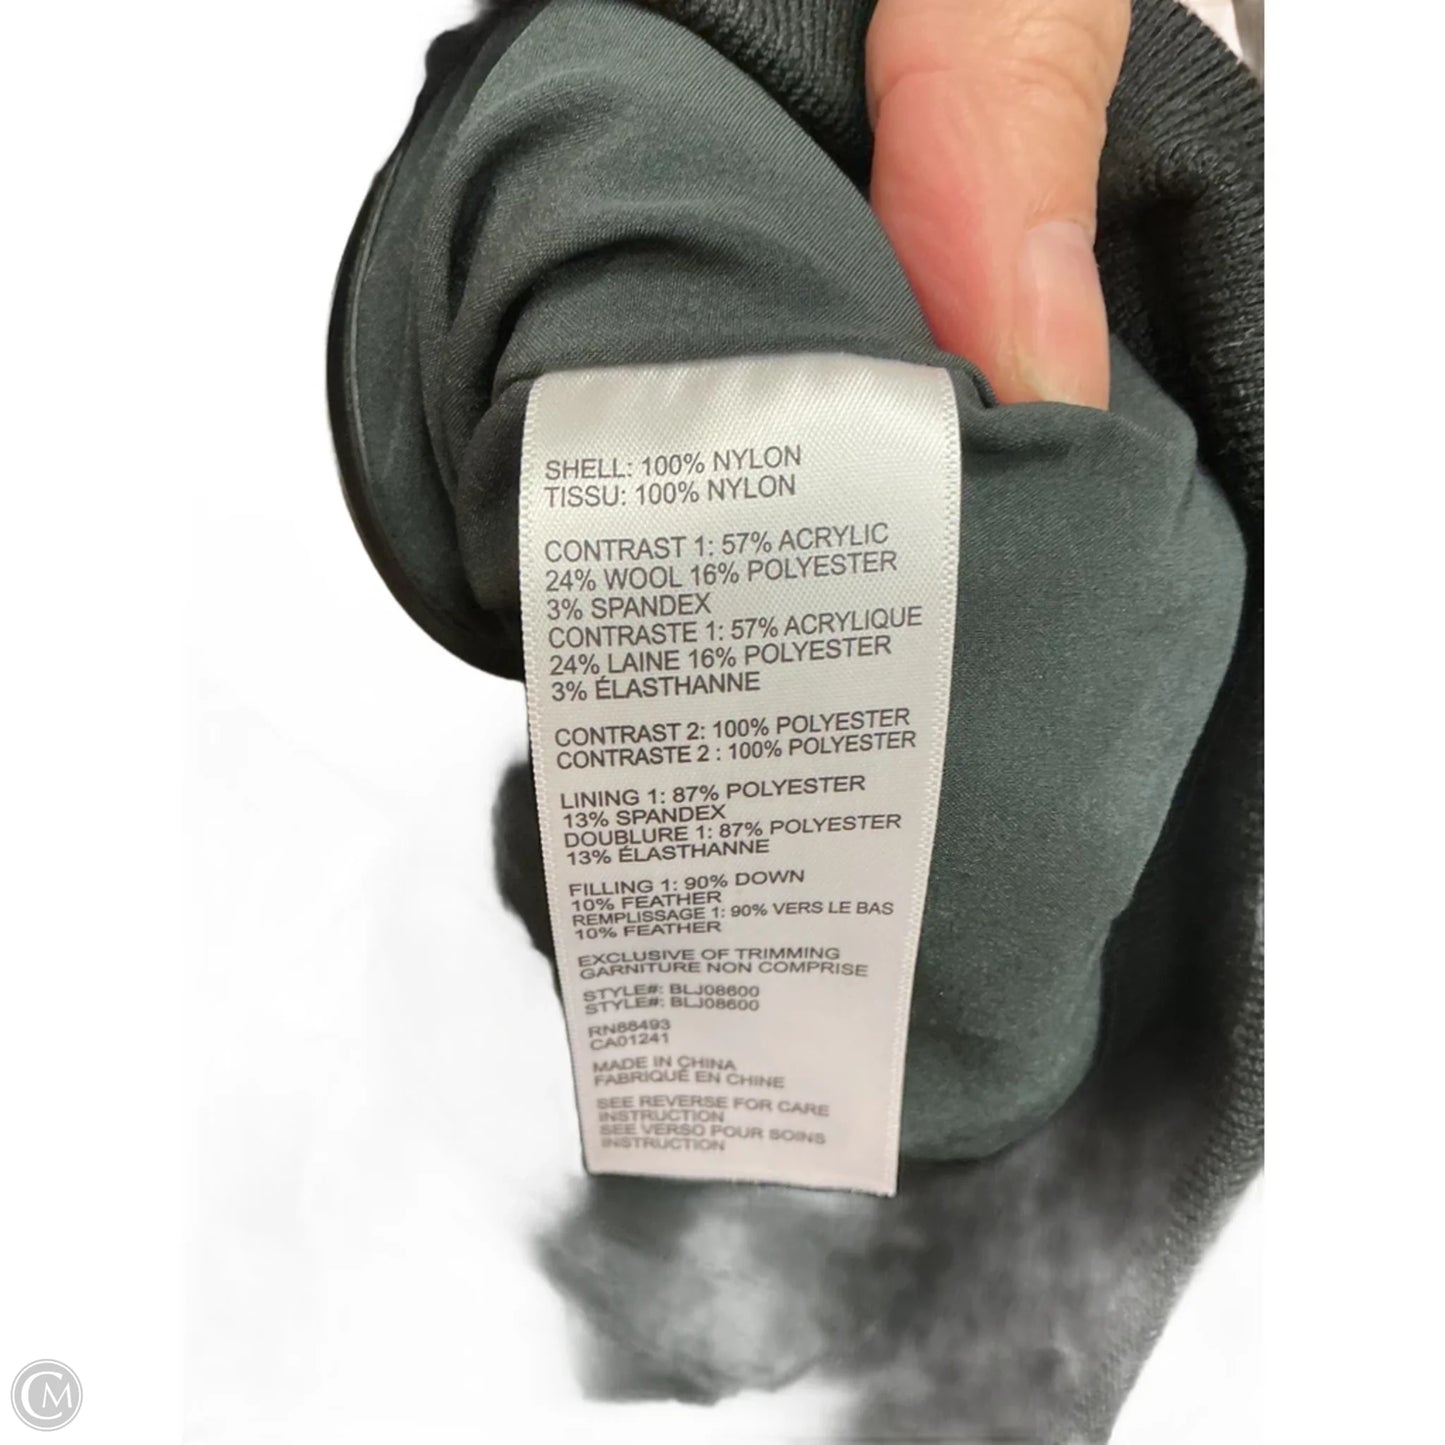 SHELL: 100% NYLON
TISSU: 100% NYLON
CONTRAST 1: 57% ACRYLIC
24% WOOL 16% POLYESTER
3% SPANDEX
CONTRASTE 1: 57% ACRYLIQUE
24% LAINE 16% POLYESTER
3% ÉLASTHANNE
CONTRAST 2: 100% POLYESTER
CONTRASTE 2 : 100% POLYESTER
LINING 1: 87% POLYESTER
13% SPANDEX
DOUBLURE 1: 87% POLYESTER
13% ÉLASTHANNE
FILLING 1: 90% DOWN
10% FEATHER
REMPLISSAGE 1: 90% VERS LE BAS
10% FEATHER
EXCLUSIVE OF TRIMMING
GARNITURE NON COMPRISE
STYLE#: BLJ08600
STYLE#: BLJ08600
RN88493
CA01241
MADE IN CHINA
FABRIQUÉ EN CHINE
SEE REVERSE FOR CARE
INSTRUCTION
SEE VERSO POUR SOINS
INSTRUCTION
CM